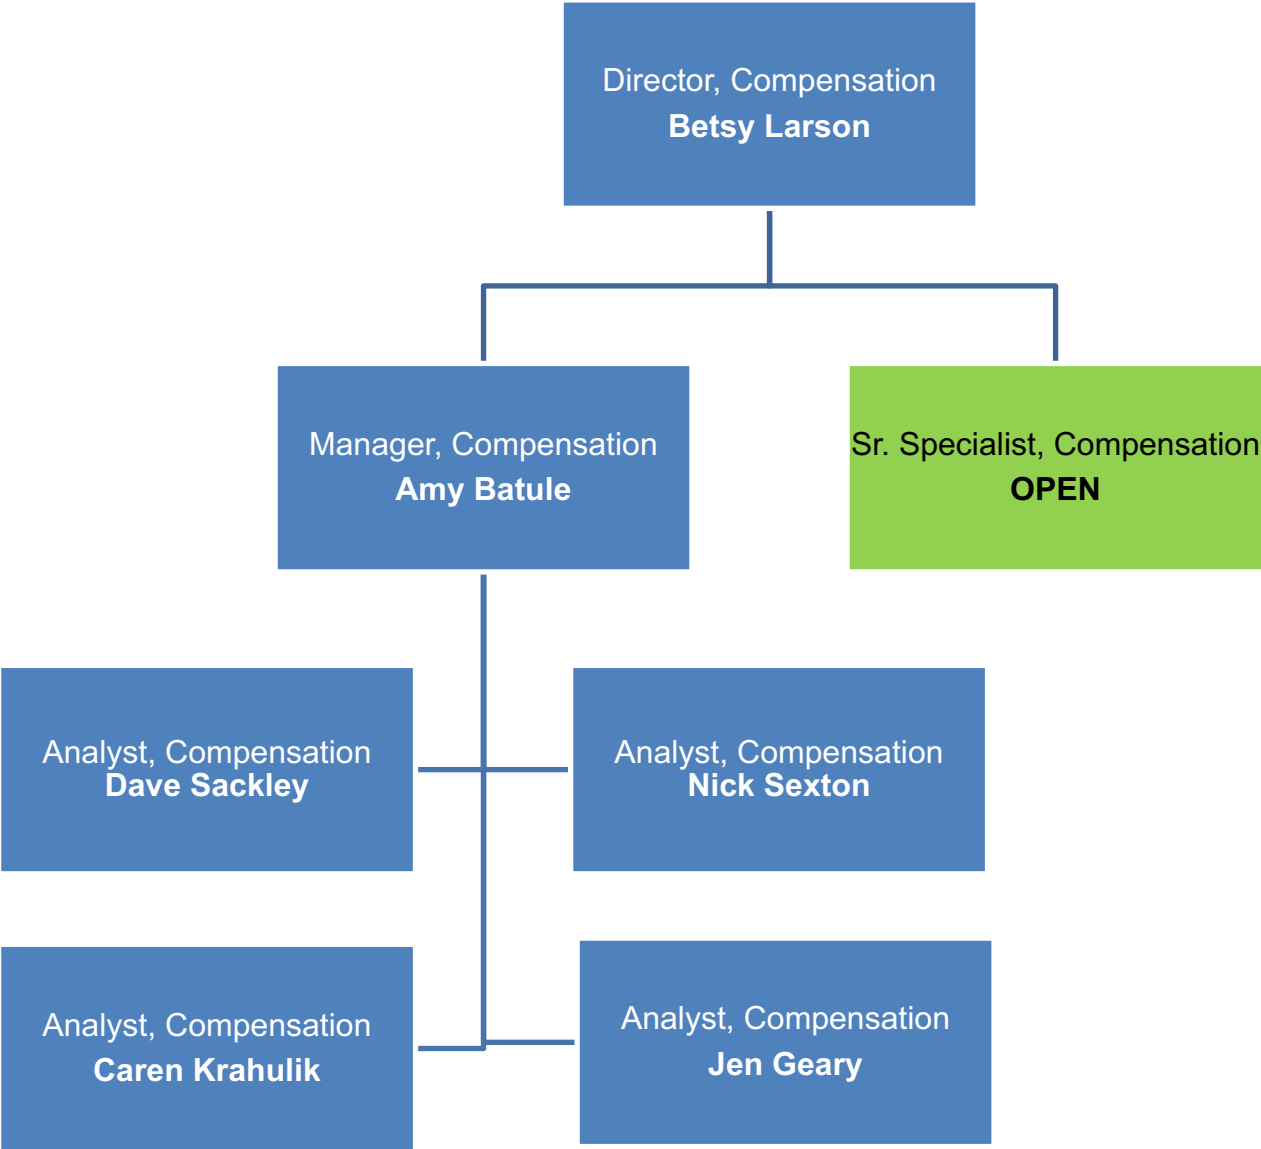 Director, Compensation
Betsy Larson
Manager, Compensation
Amy Batule
Sr. Specialist, Compensation
OPEN
Analyst, Compensation
Dave Sackley
Analyst, Compensation
Nick Sexton
Analyst, Compensation
Caren Krahulik
Analyst, Compensation
Jen Geary